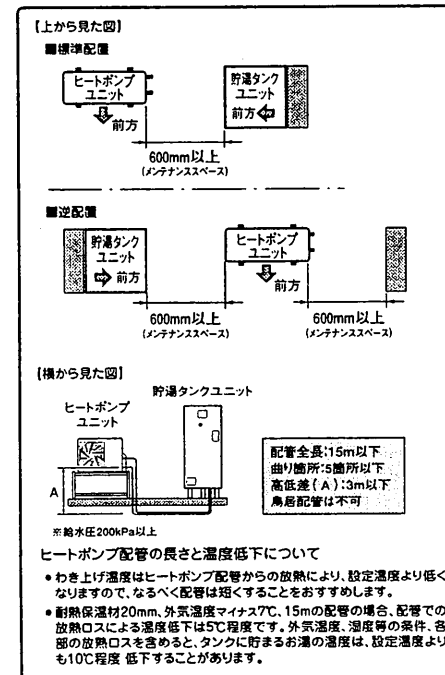 【上から見た図】
■標準配置
ヒートポンプ
ユニット
前方
貯湯タンク
ユニット
前方
600mm以上
(メンテナンススペース)
■逆配置
貯湯タンク
ユニット
前方
ヒートポンプ
ユニット
前方
600mm以上
(メンテナンススペース)
600mm以上
(メンテナンススペース)
【横から見た図】
貯湯タンクユニット
ヒートポンプ
ユニット
A
配管全長:15m以下
曲り箇所:5箇所以下
高低差(A):3m以下
鳥居配管は不可
※給水圧200kPa以上
ヒートポンプ配管の長さと温度低下について
●わき上げ温度はヒートポンプ配管からの放熱により、設定温度より低く
なりますので、なるべく配管は短くすることをおすすめします。
●耐熱保温材20mm、外気温度マイナス7℃、15mの配管の場合、配管での
放熱ロスによる温度低下は5℃程度です。外気温度、湿度等の条件、各
部の放熱ロスを含めると、タンクに貯まるお湯の温度は、設定温度より
も10℃程度 低下することがあります。